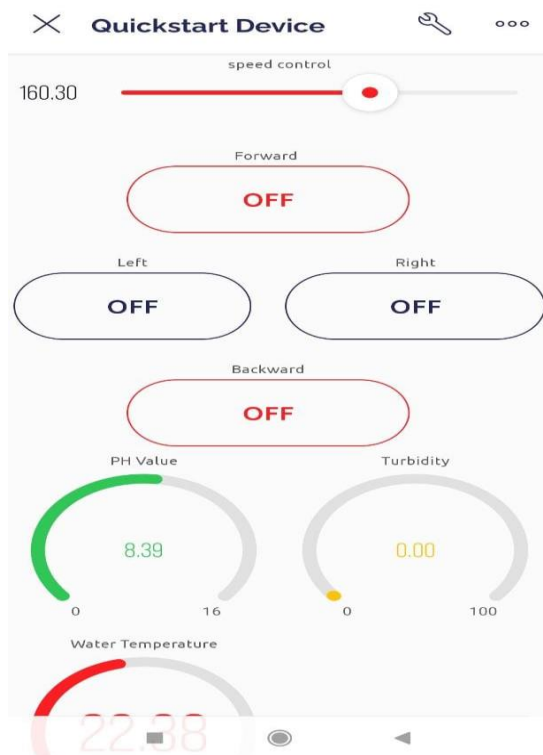 Quickstart Device
speed control
160.30
Forward
OFF
Left Right
OFF OFF
Backward
OFF
PH Value Turbidity
8.39 0.00
0 16 0 100
Water Temperature
22.38